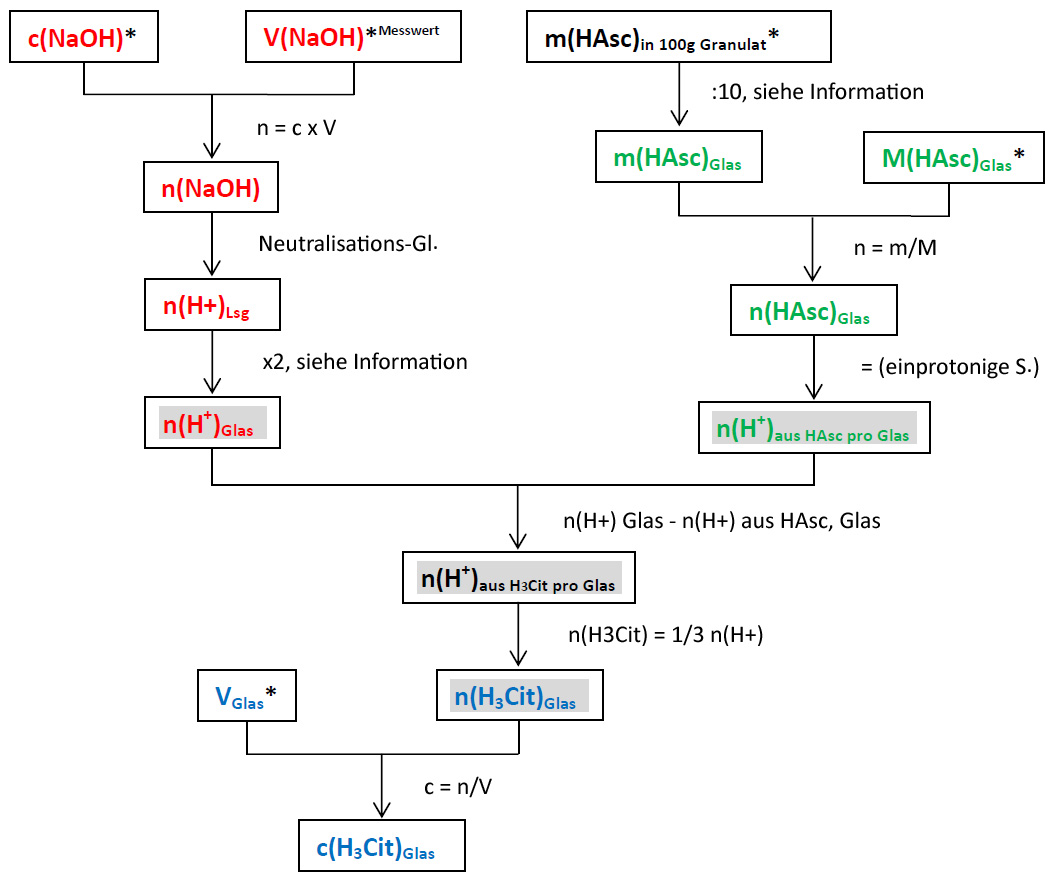 c(NaOH)*
V(NaOH)*Messwert
m(HAsc)in 100g Granulat*
:10, siehe Information
n = c x V
m(HAsc)Glas
M(HAsc)Glas*
n(NaOH)
Neutralisations-Gl.
n = m/M
n(H+)Lsg
n(HAsc)Glas
x2, siehe Information
= (einprotonige S.)
n(H⁺)Glas
n(H⁺)aus HAsc pro Glas
n(H+) Glas - n(H+) aus HAsc, Glas
n(H⁺)aus H3Cit pro Glas
n(H3Cit) = 1/3 n(H+)
VGlas*
n(H₃Cit)Glas
c = n/V
c(H₃Cit)Glas